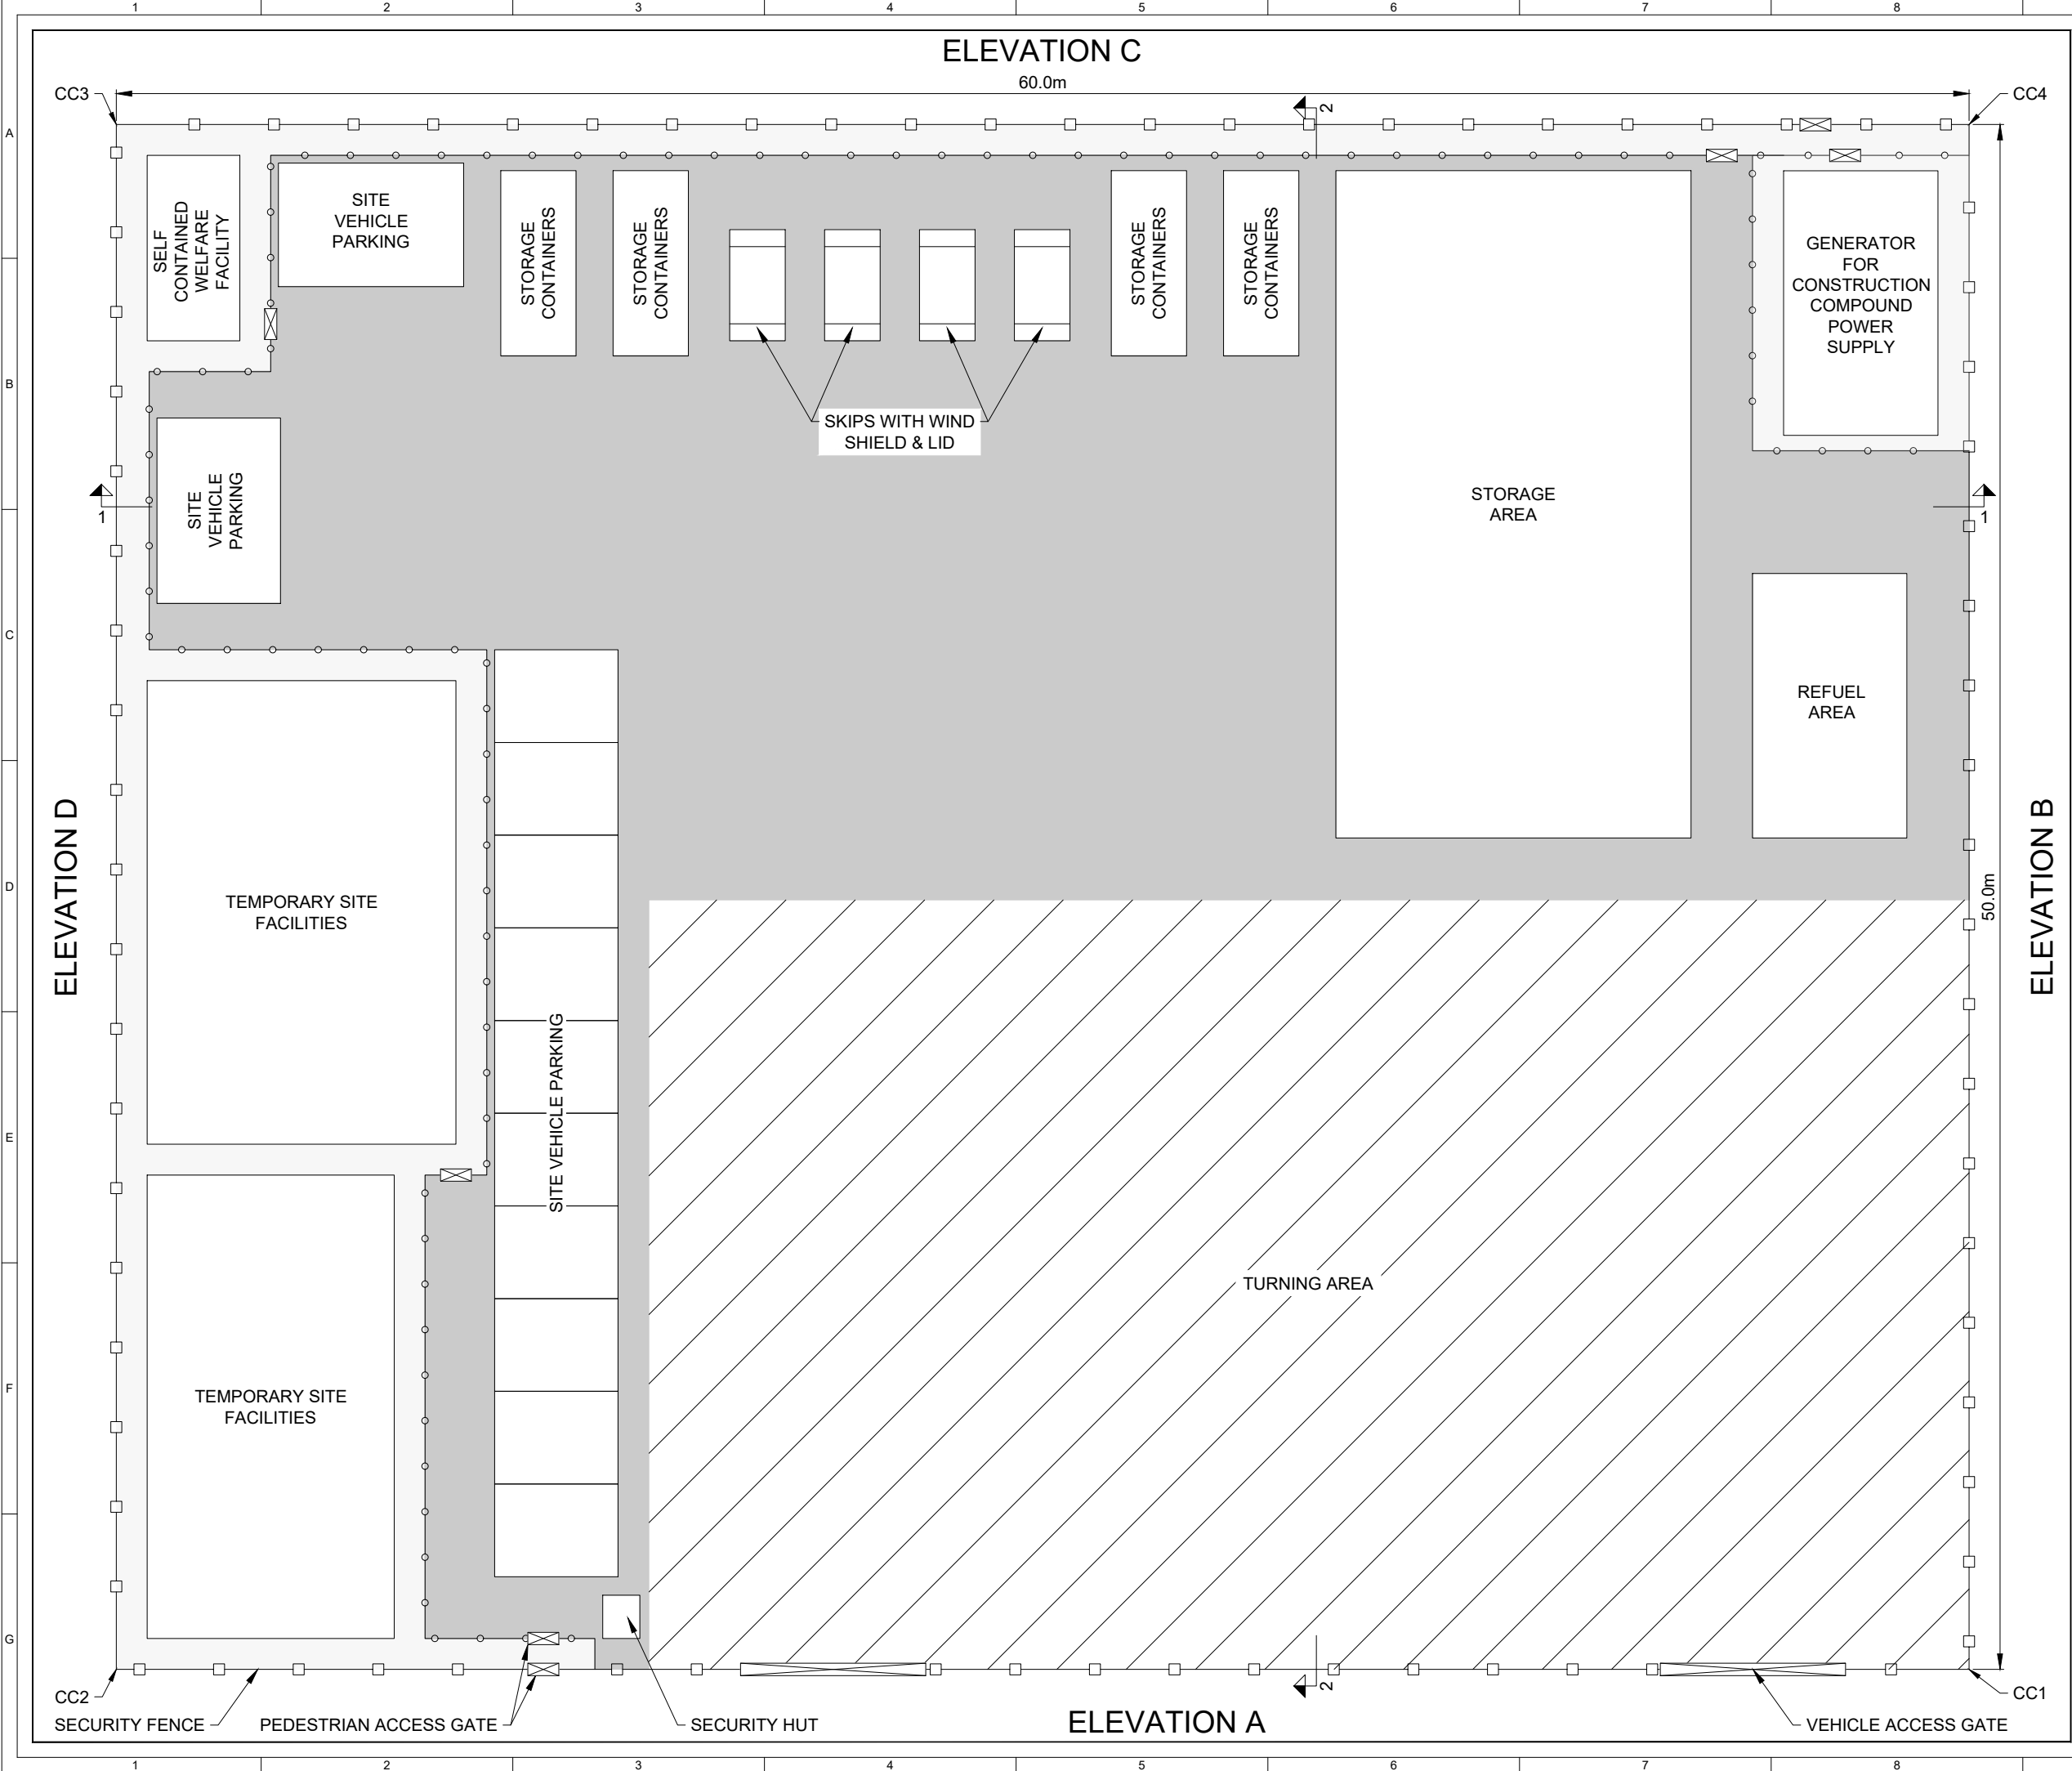 1 2 3 4 5 6 7 8
ELEVATION C
60.0m
CC3
CC4
2
A
SELF
CONTAINED
WELFARE
FACILITY
SITE
VEHICLE
PARKING
STORAGE
CONTAINERS
STORAGE
CONTAINERS
STORAGE
CONTAINERS
STORAGE
CONTAINERS
GENERATOR
FOR
CONSTRUCTION
COMPOUND
POWER
SUPPLY
B
SKIPS WITH WIND
SHIELD & LID
SITE
VEHICLE
PARKING
1
STORAGE
AREA
1
C
REFUEL
AREA
D
ELEVATION D
TEMPORARY SITE
FACILITIES
50.0m
ELEVATION B
E
SITE VEHICLE PARKING
TURNING AREA
F
TEMPORARY SITE
FACILITIES
G
2
CC2
CC1
SECURITY FENCE
PEDESTRIAN ACCESS GATE
SECURITY HUT
ELEVATION A
VEHICLE ACCESS GATE
1 2 3 4 5 6 7 8